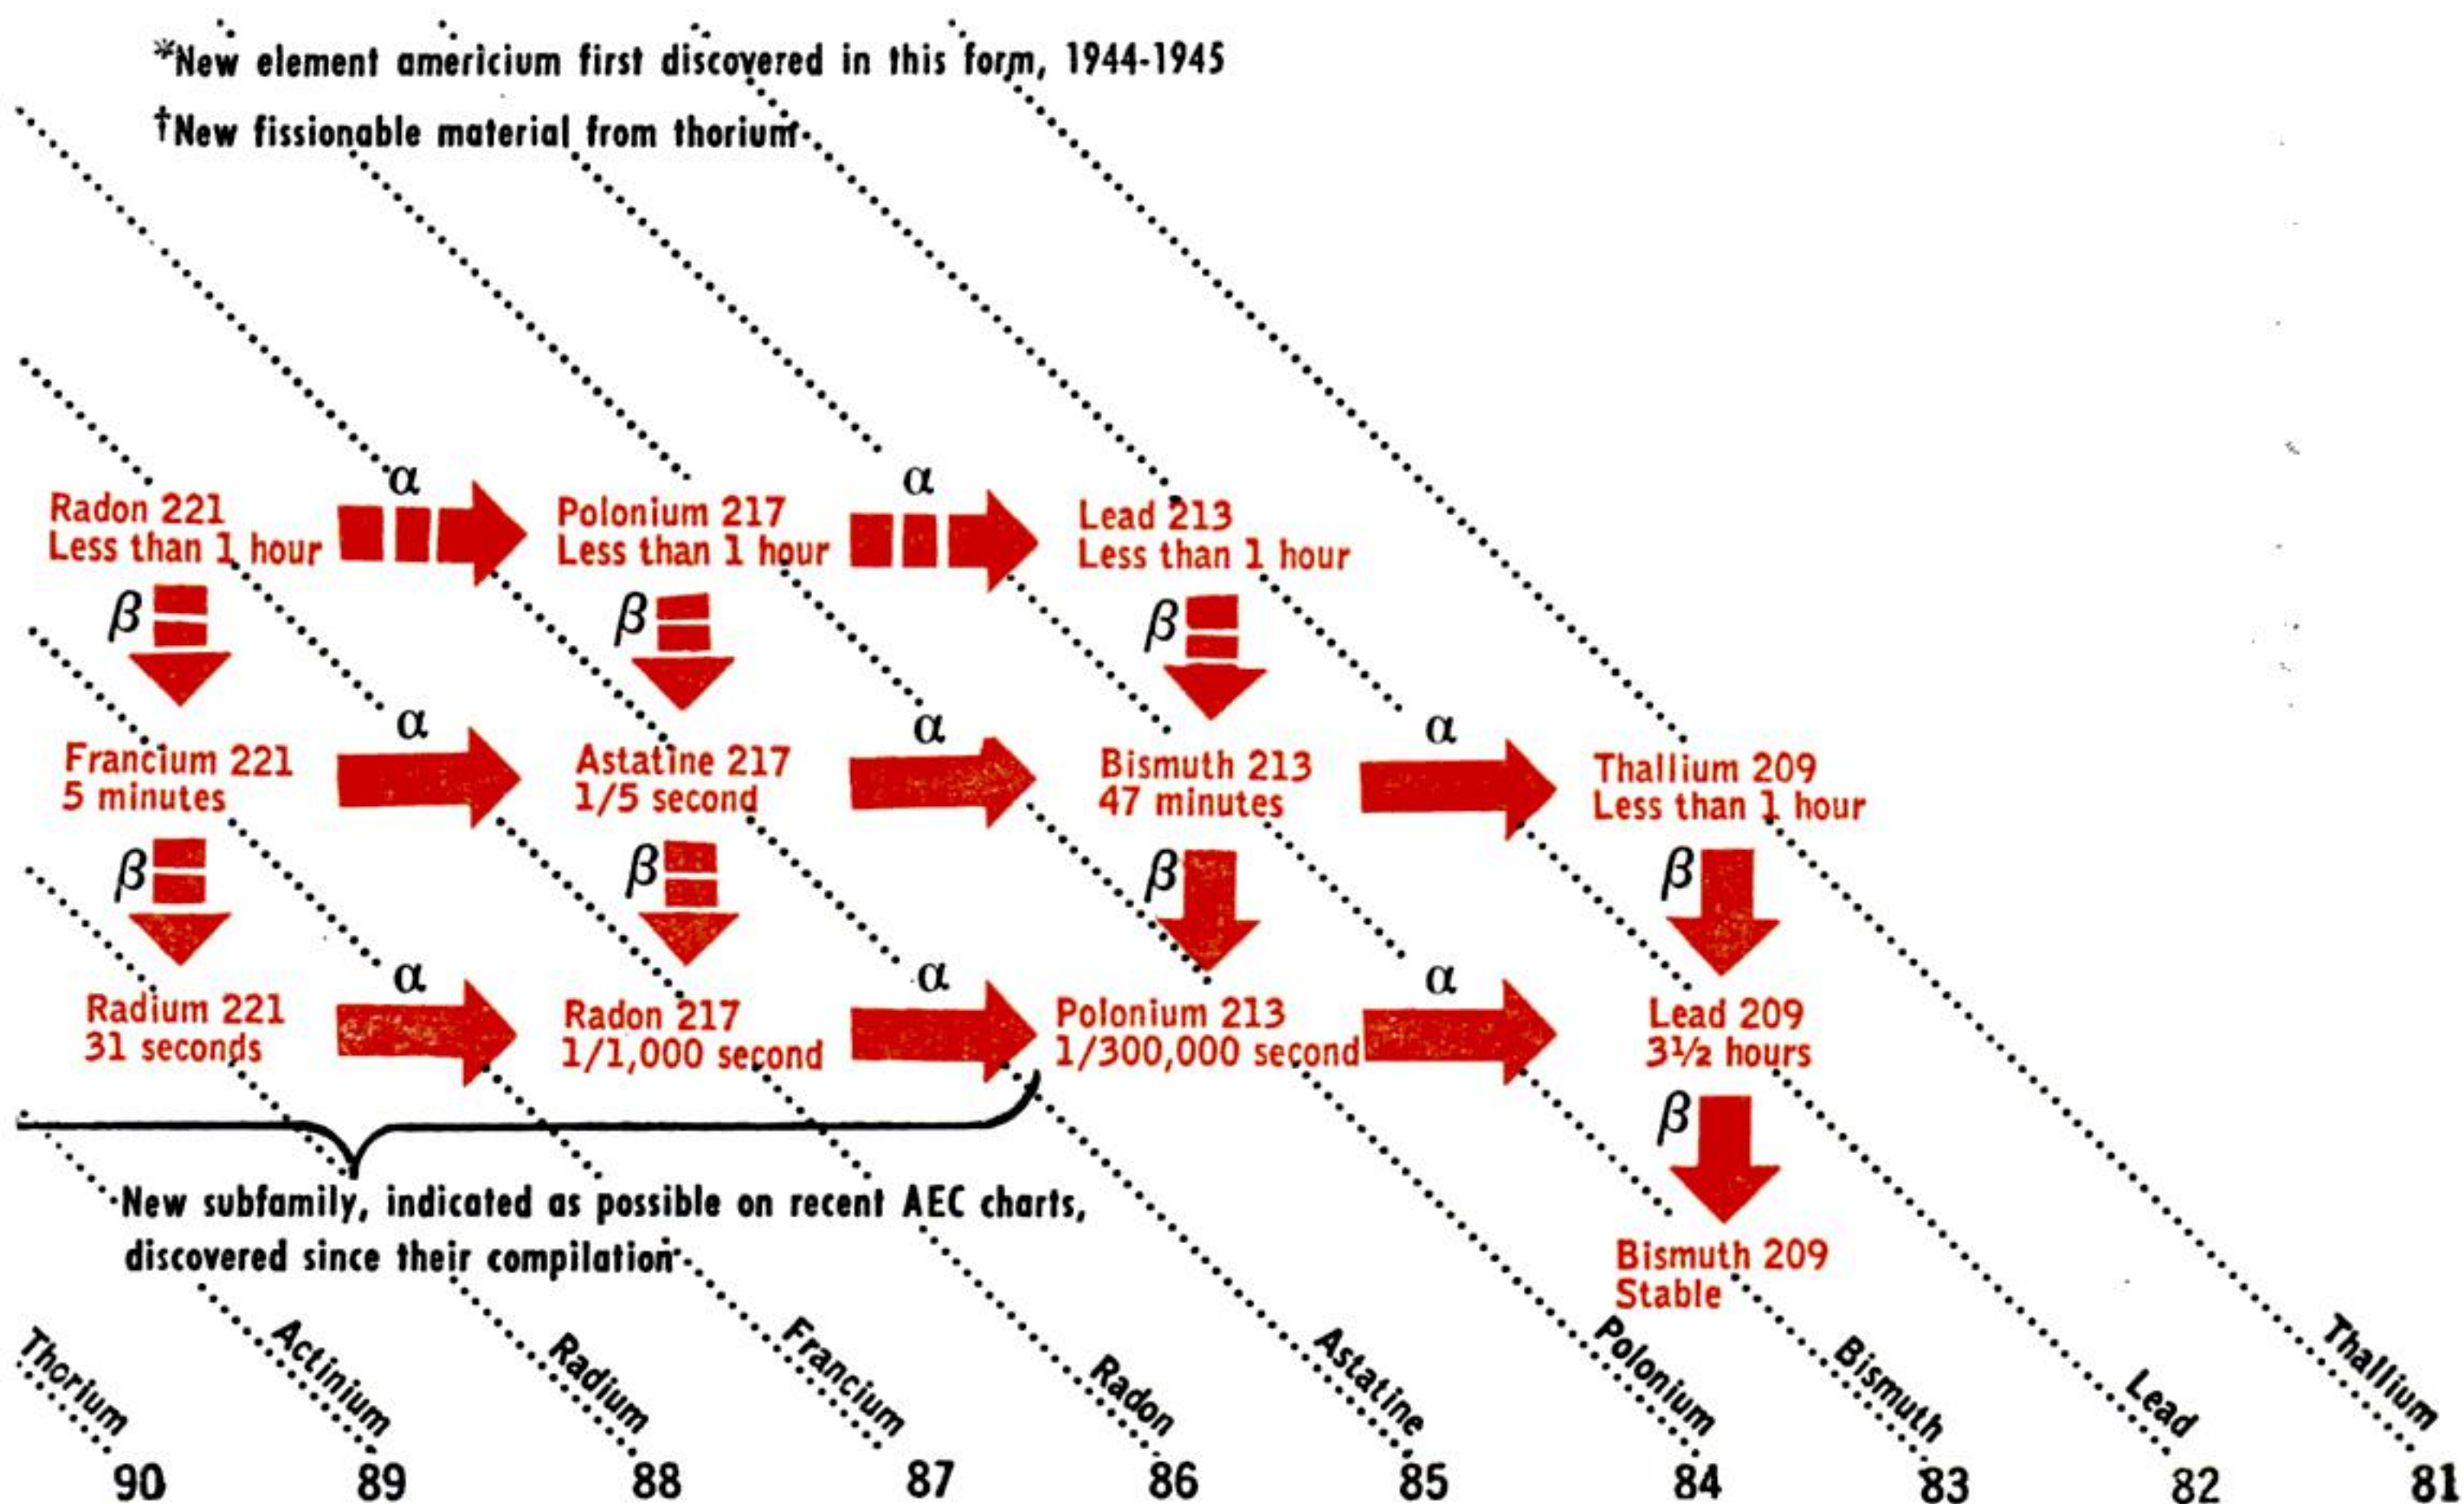 *New element americium first discovered in this form, 1944-1945
†New fissionable material from thorium
α
α
Radon 221
Less than 1 hour
Polonium 217
Less than 1 hour
Lead 213
Less than 1 hour
β
β
β
α
α
α
Francium 221
5 minutes
Astatine 217
1/5 second
Bismuth 213
47 minutes
Thallium 209
Less than 1 hour
β
β
β
β
α
α
α
Radium 221
31 seconds
Radon 217
1/1,000 second
Polonium 213
1/300,000 second
Lead 209
3½ hours
β
New subfamily, indicated as possible on recent AEC charts,
discovered since their compilation
Bismuth 209
Stable
Thorium
Actinium
Radium
Francium
Radon
Astatine
Polonium
Bismuth
Lead
Thallium
90
89
88
87
86
85
84
83
82
81